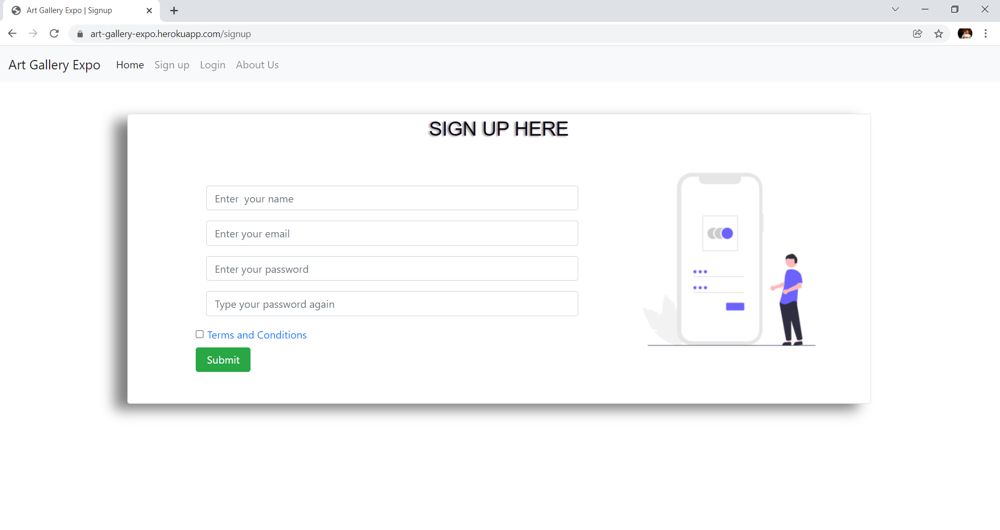 Art Gallery Expo | Signup
art-gallery-expo.herokuapp.com/signup
Art Gallery Expo Home Sign up Login About Us
SIGN UP HERE
Enter  your name
Enter your email
Enter your password
Type your password again
Terms and Conditions
Submit